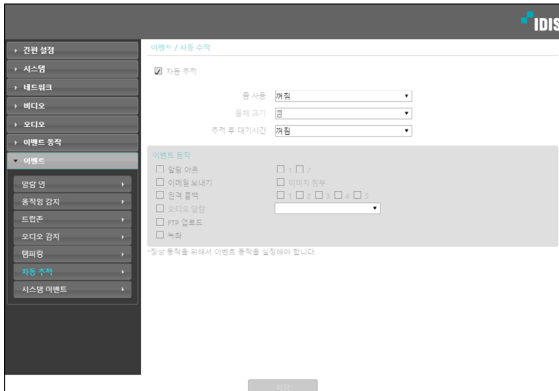 IDIS
간편 설정
시스템
네트워크
비디오
오디오
이벤트 동작
이벤트
알람 인
움직임 감지
트립존
오디오 감지
탬퍼링
자동 추적
시스템 이벤트
이벤트 / 자동 추적
자동 추적
줌 사용 꺼짐
물체 크기
추적 후 대기시간 꺼짐
이벤트 동작
알람 아웃
이메일 보내기 이미지 첨부
원격 콜백 1 2 3 4 5
오디오 알람
FTP 업로드
녹화
*정상 동작을 위해서 이벤트 동작을 설정해야 합니다.
저장